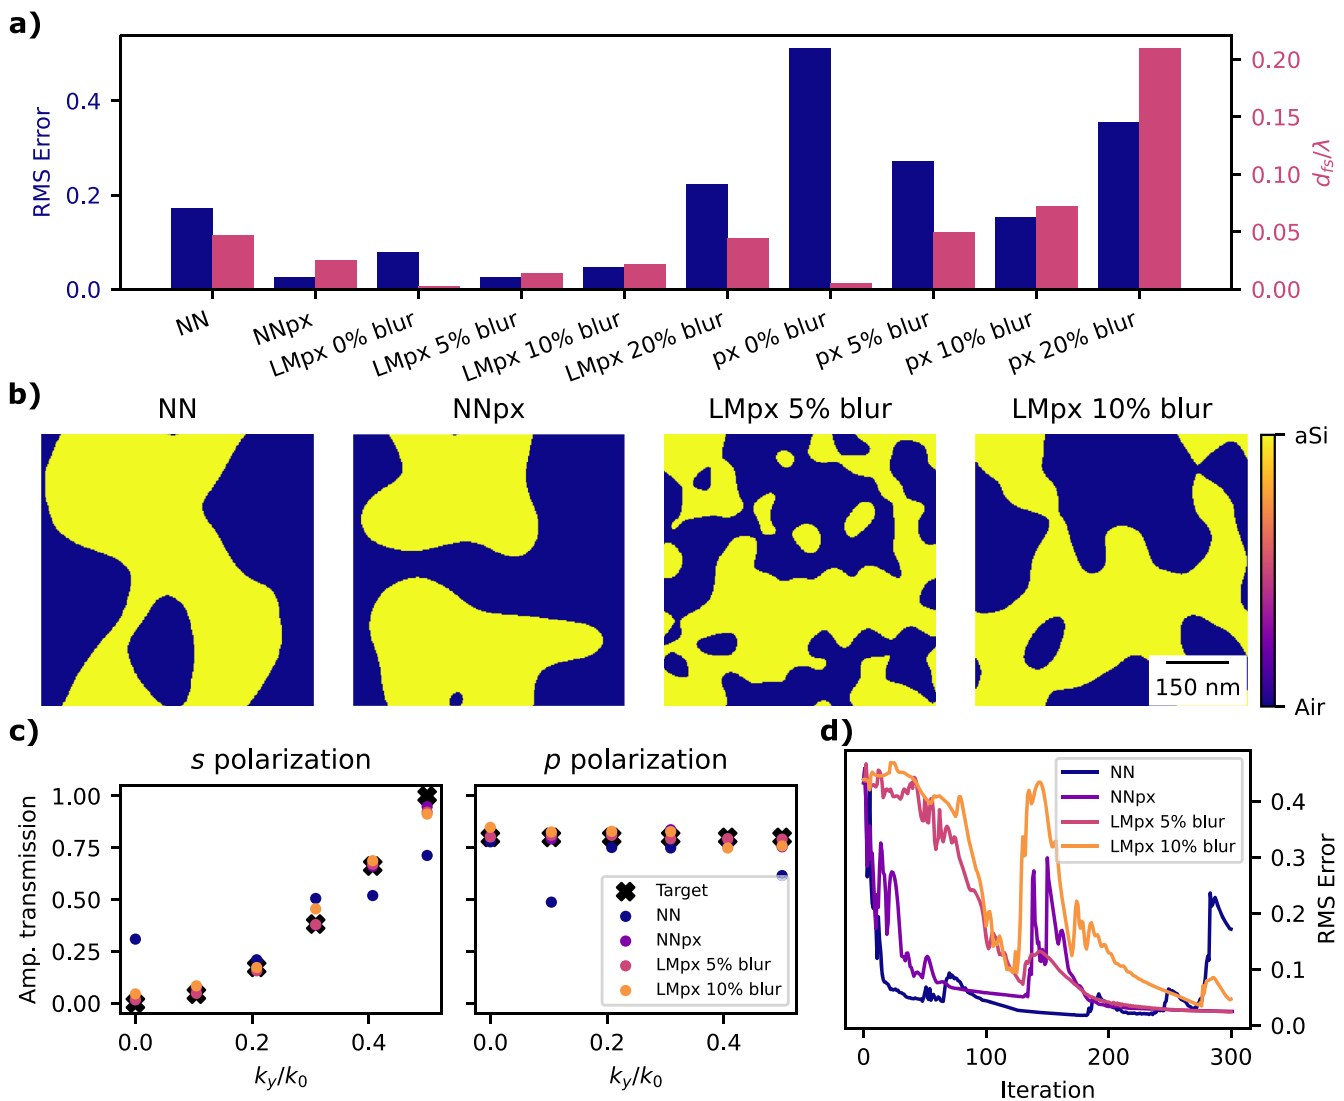 a)
RMS Error
0.4
0.2
0.0
0.20
0.15
0.10
0.05
0.00
d_fs/λ
NN
NNpx
LMpx 0% blur
LMpx 5% blur
LMpx 10% blur
LMpx 20% blur
px 0% blur
px 5% blur
px 10% blur
px 20% blur
b)
NN
NNpx
LMpx 5% blur
LMpx 10% blur
aSi
Air
150 nm
c)
s polarization
p polarization
Amp. transmission
1.00
0.75
0.50
0.25
0.00
0.0
0.2
0.4
k_y/k_0
0.0
0.2
0.4
k_y/k_0
Target
NN
NNpx
LMpx 5% blur
LMpx 10% blur
d)
NN
NNpx
LMpx 5% blur
LMpx 10% blur
0.4
0.3
0.2
0.1
0.0
RMS Error
0
100
200
300
Iteration